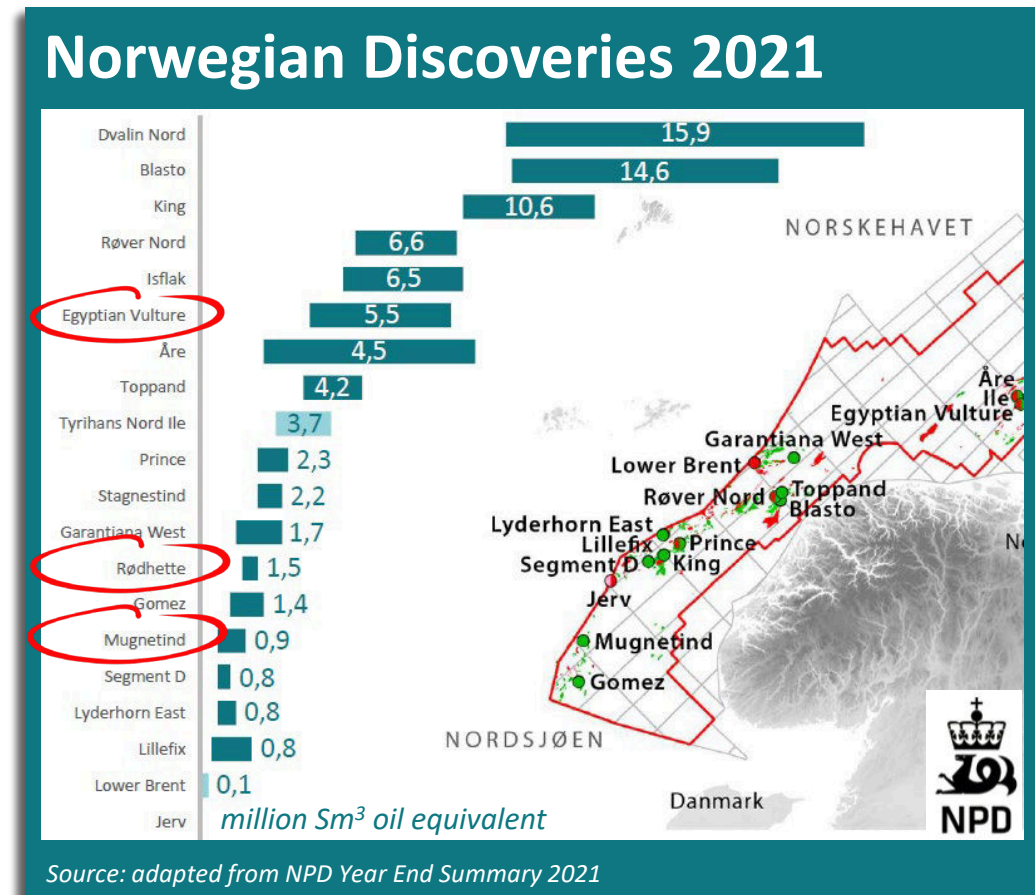 Norwegian Discoveries 2021
Dvalin Nord 15,9
Blasto 14,6
King 10,6
Røver Nord 6,6
Isflak 6,5
Egyptian Vulture 5,5
Åre 4,5
Toppand 4,2
Tyrihans Nord Ile 3,7
Prince 2,3
Stagnestind 2,2
Garantiana West 1,7
Rødhette 1,5
Gomez 1,4
Mugnetind 0,9
Segment D 0,8
Lyderhorn East 0,8
Lillefix 0,8
Lower Brent 0,1
Jerv
million Sm³ oil equivalent
NORSKEHAVET
Åre
Ile
Egyptian Vulture
Garantiana West
Lower Brent
Røver Nord
Toppand
Blasto
Lyderhorn East
Lillefix
Prince
Segment D
King
Jerv
Mugnetind
Gomez
NORDSJØEN
Danmark
NPD
Source: adapted from NPD Year End Summary 2021